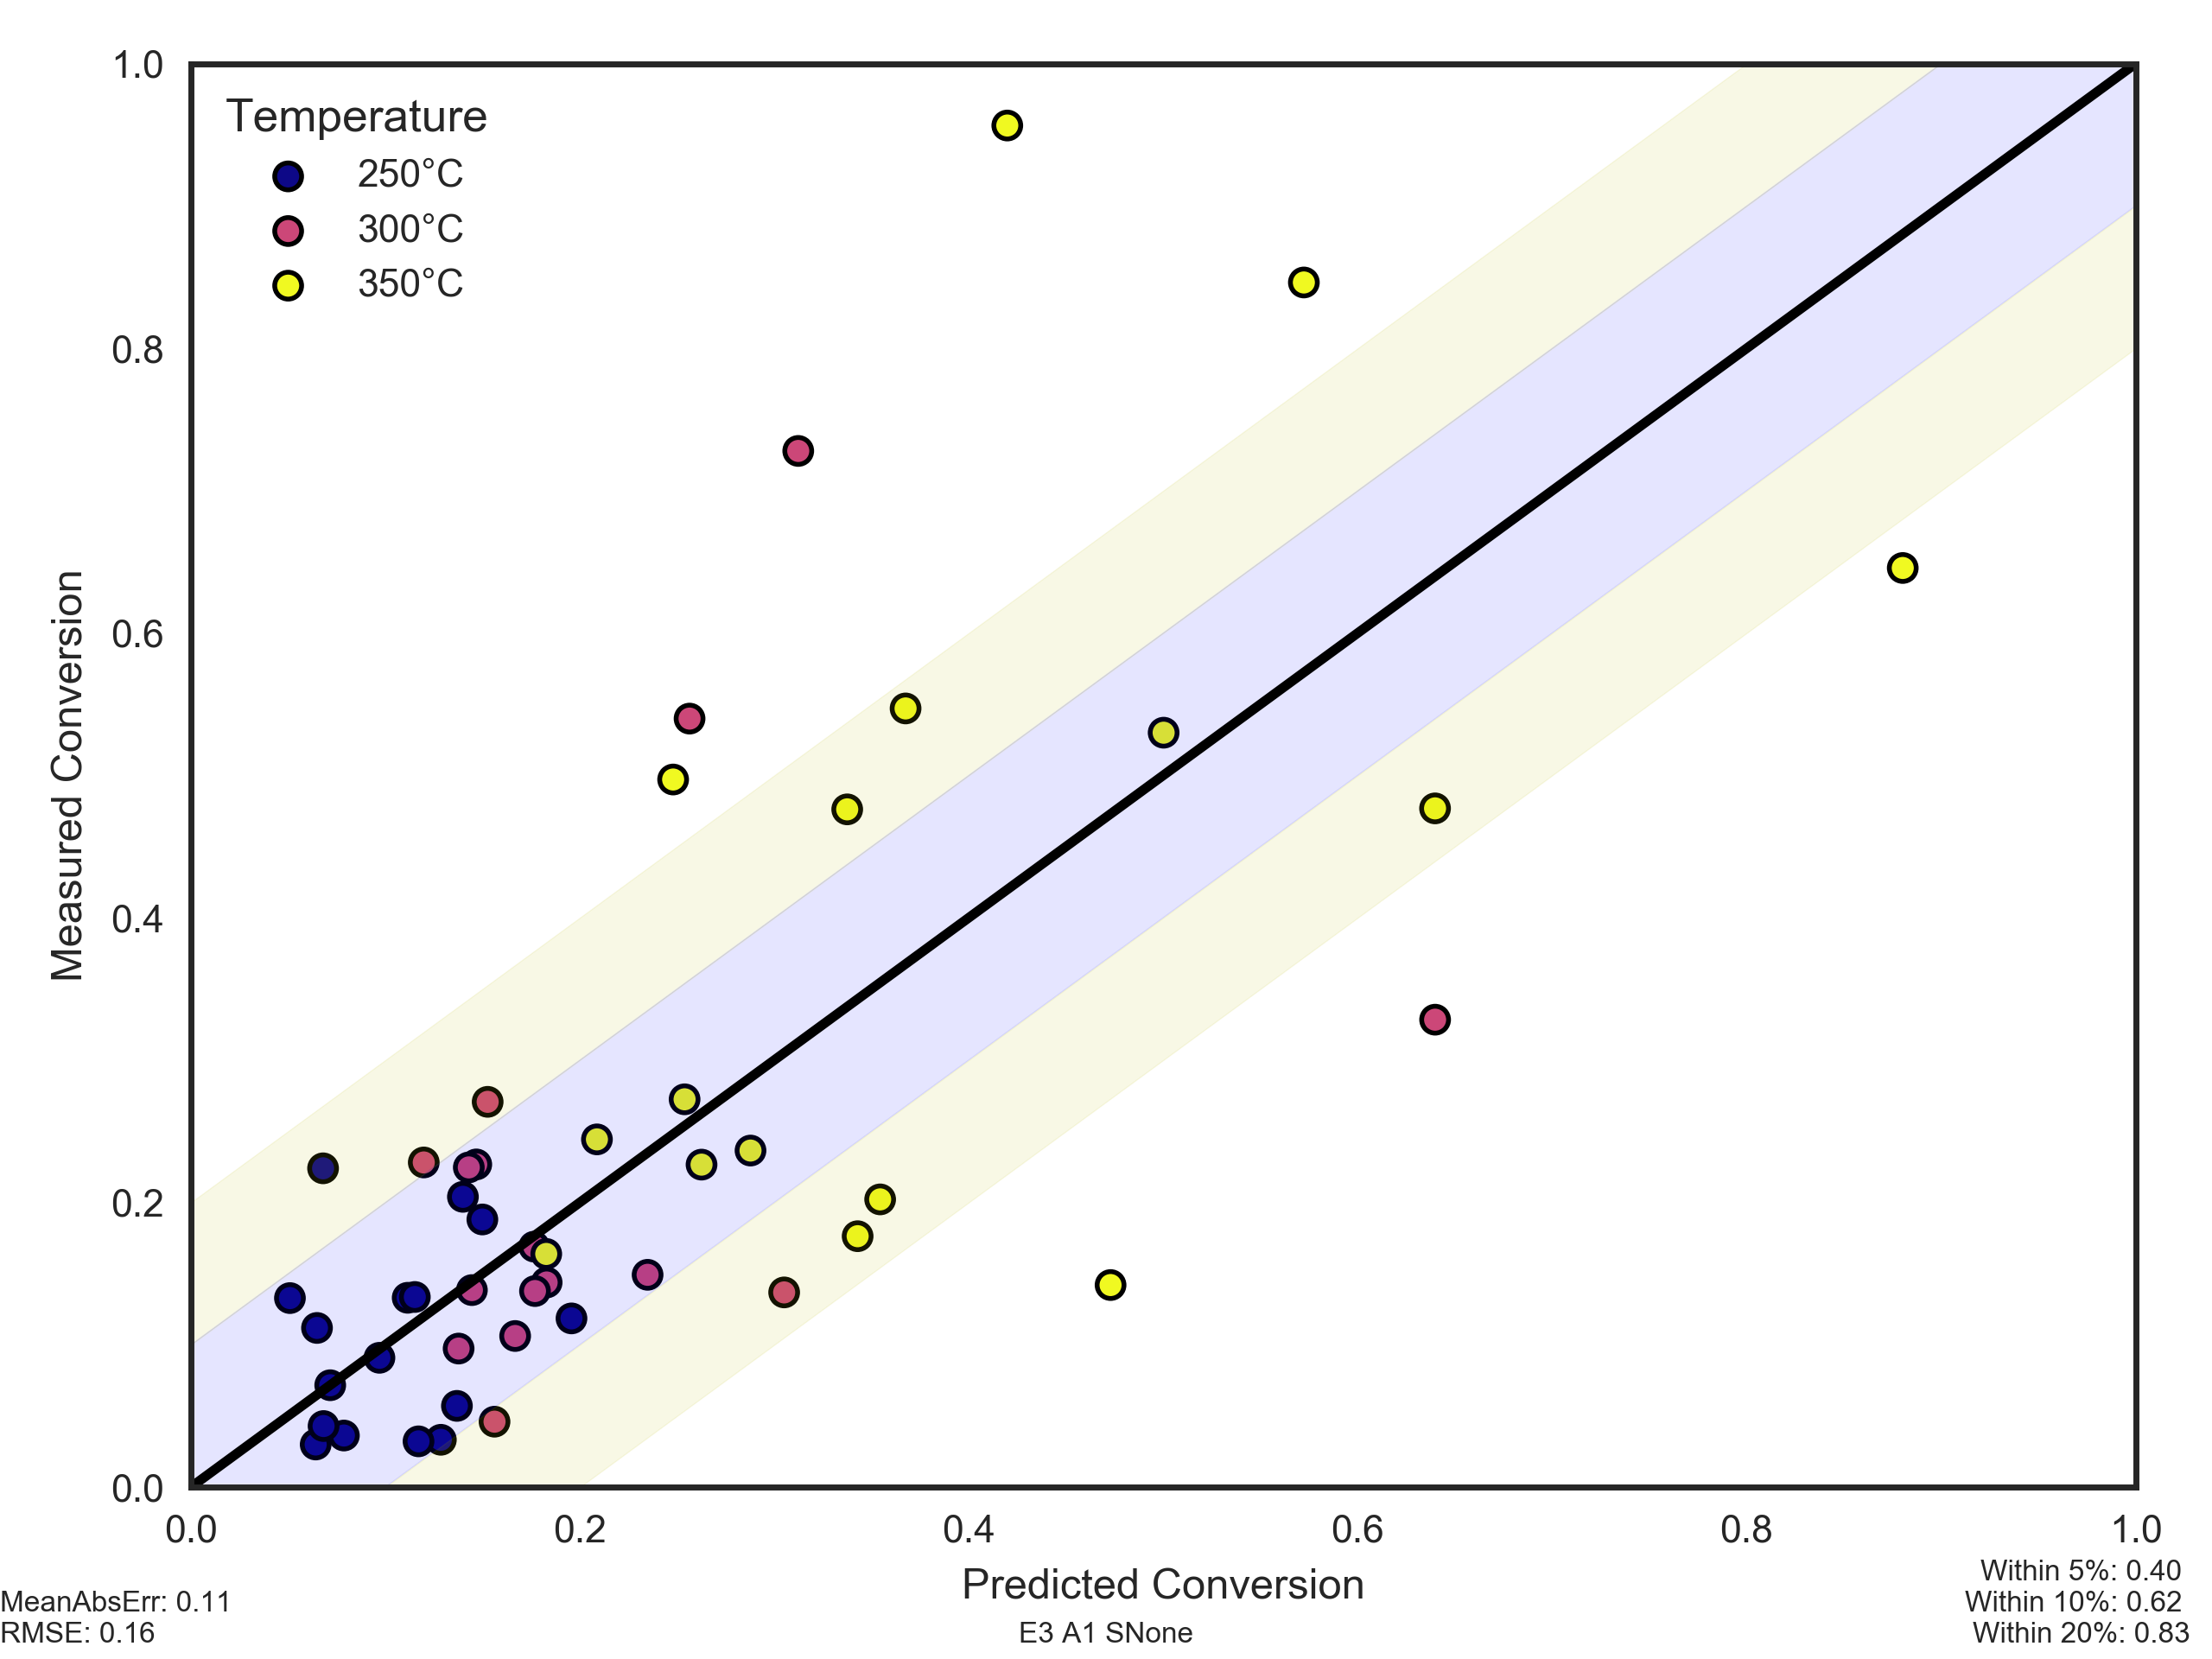 Temperature
250°C
300°C
350°C
1.0
0.8
0.6
0.4
0.2
0.0
Measured Conversion
0.0 0.2 0.4 0.6 0.8 1.0
Predicted Conversion
E3 A1 SNone
MeanAbsErr: 0.11
RMSE: 0.16
Within 5%: 0.40
Within 10%: 0.62
Within 20%: 0.83